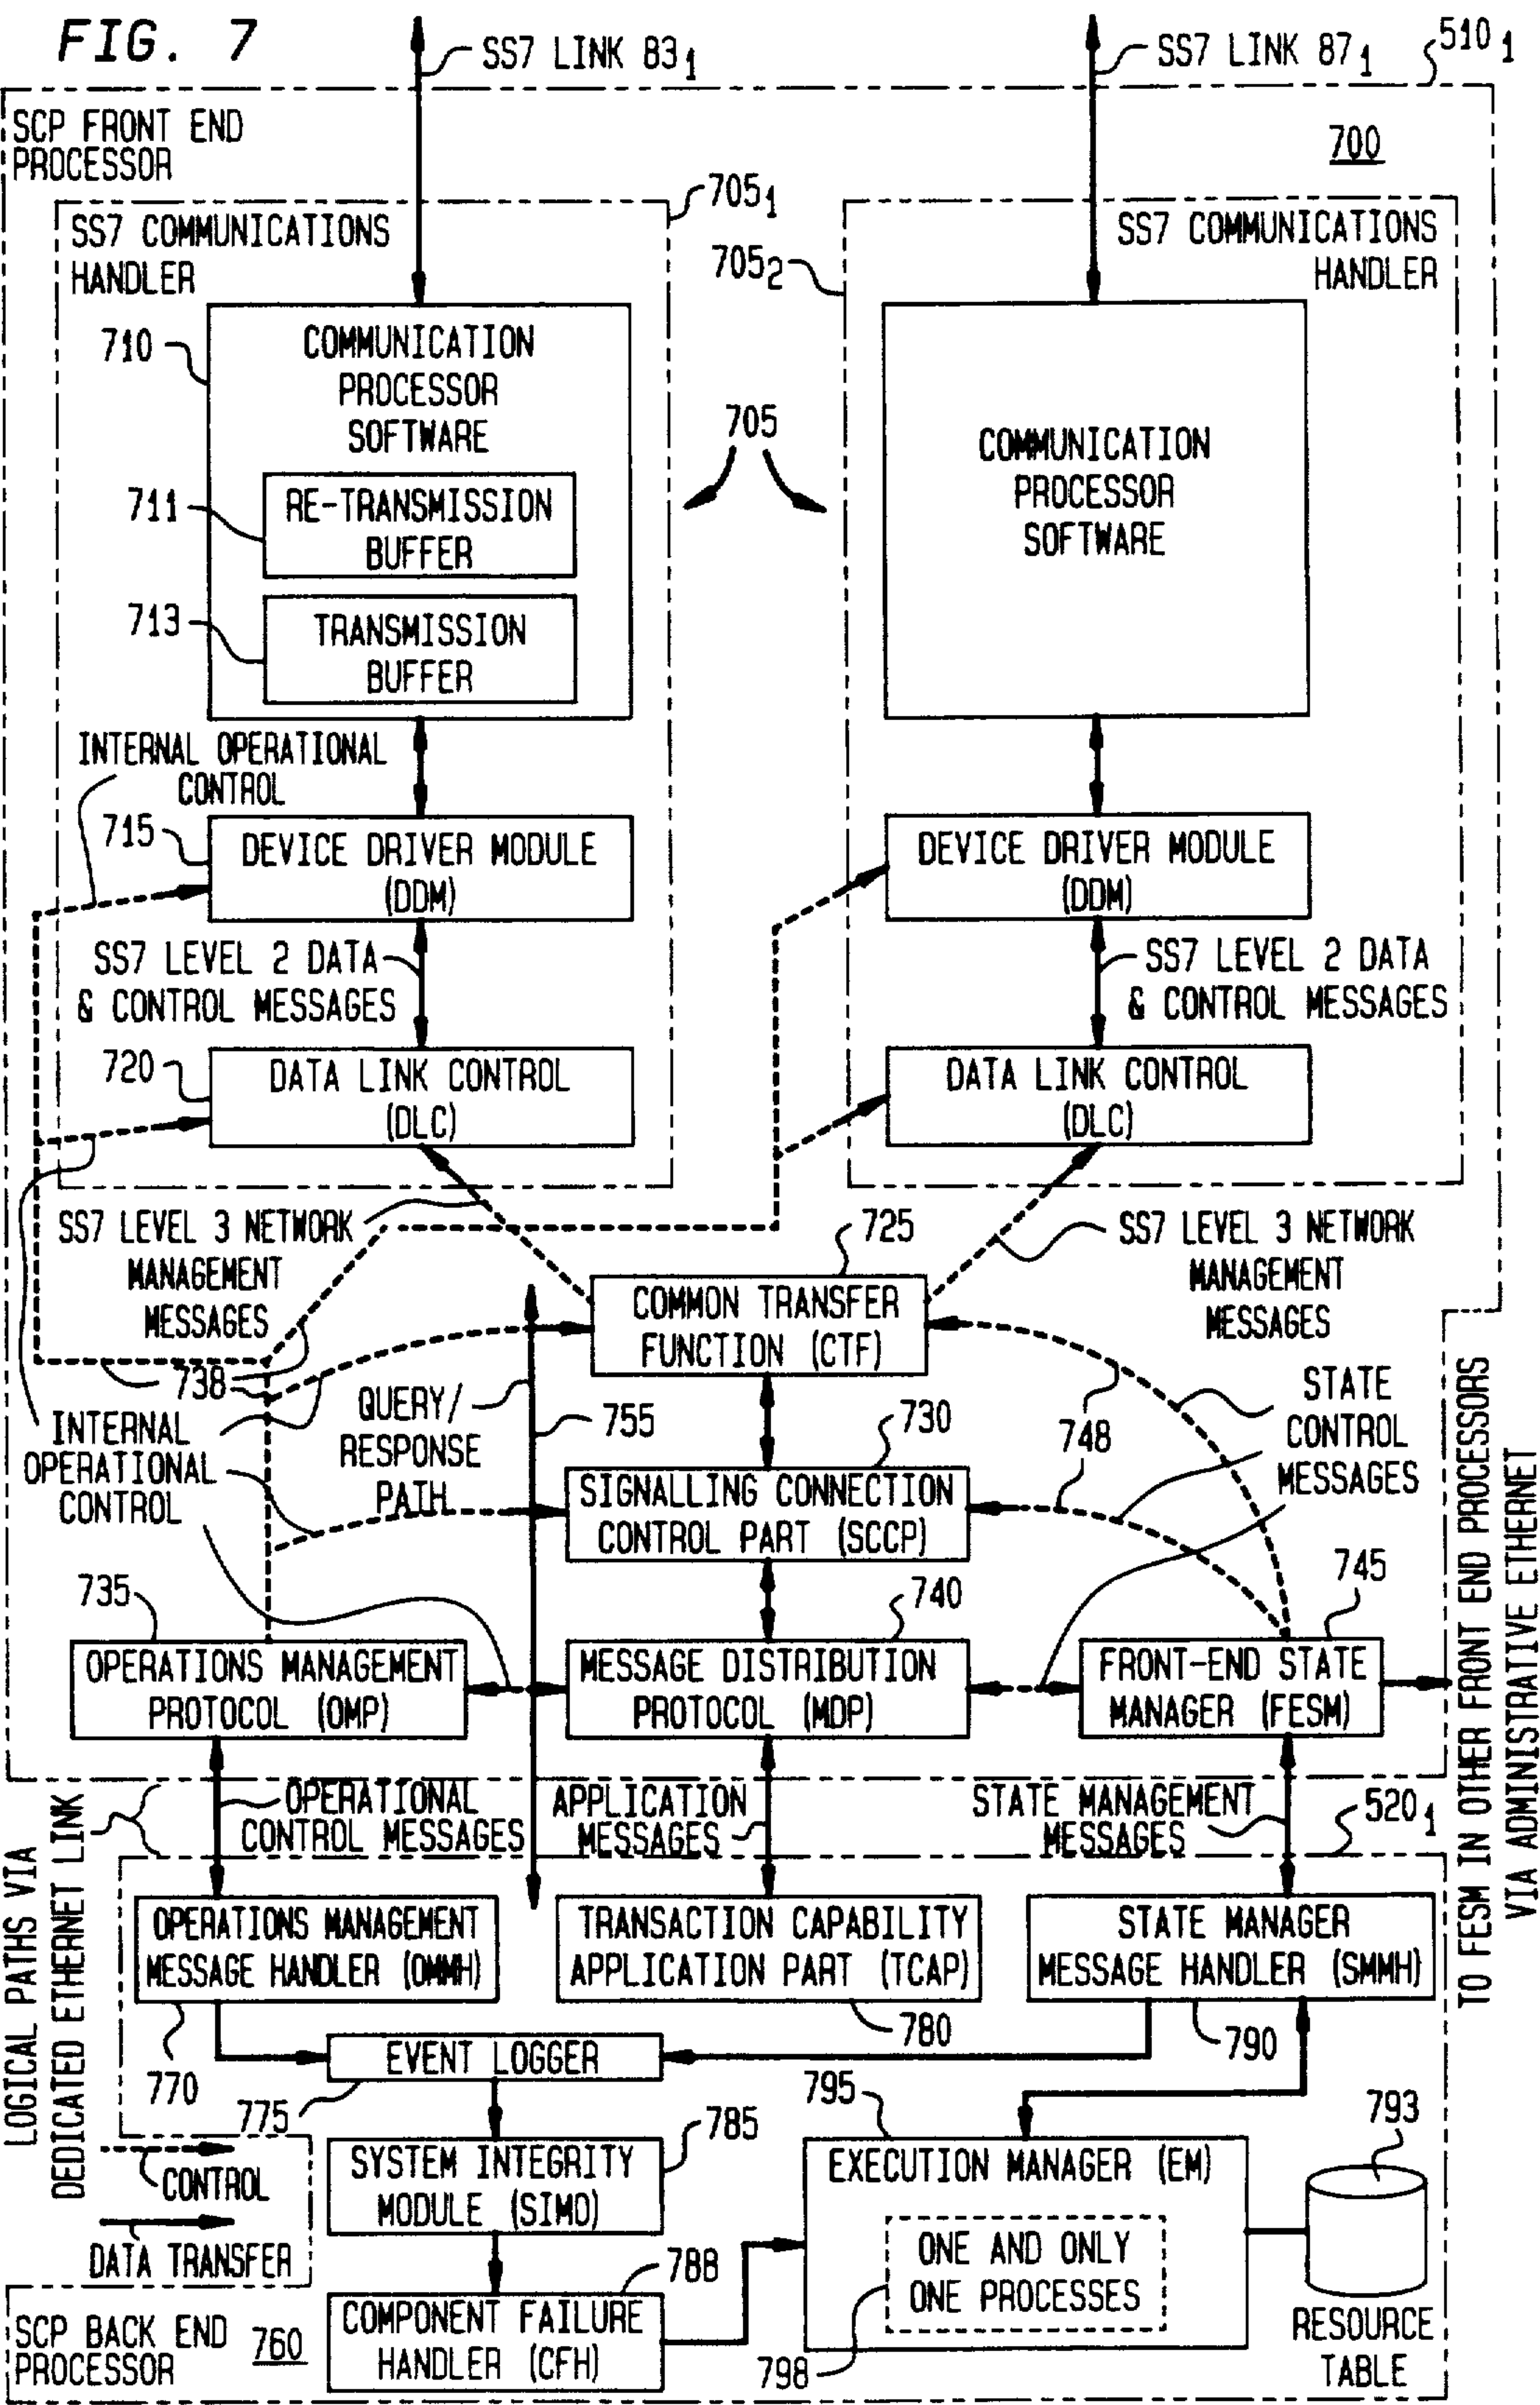 FIG. 7
SS7 LINK 83₁
SS7 LINK 87₁
510₁
SCP FRONT END
PROCESSOR
700
705₁
SS7 COMMUNICATIONS
HANDLER
705₂
SS7 COMMUNICATIONS
HANDLER
710
COMMUNICATION
PROCESSOR
SOFTWARE
705
COMMUNICATION
PROCESSOR
SOFTWARE
711
RE-TRANSMISSION
BUFFER
713
TRANSMISSION
BUFFER
INTERNAL OPERATIONAL
CONTROL
715
DEVICE DRIVER MODULE
(DDM)
DEVICE DRIVER MODULE
(DDM)
SS7 LEVEL 2 DATA
& CONTROL MESSAGES
SS7 LEVEL 2 DATA
& CONTROL MESSAGES
720
DATA LINK CONTROL
(DLC)
DATA LINK CONTROL
(DLC)
SS7 LEVEL 3 NETWORK
MANAGEMENT
MESSAGES
725
SS7 LEVEL 3 NETWORK
MANAGEMENT
MESSAGES
COMMON TRANSFER
FUNCTION (CTF)
738
QUERY/
RESPONSE
PATH
755
730
748
STATE
CONTROL
MESSAGES
INTERNAL
OPERATIONAL
CONTROL
SIGNALLING CONNECTION
CONTROL PART (SCCP)
735
740
745
OPERATIONS MANAGEMENT
PROTOCOL (OMP)
MESSAGE DISTRIBUTION
PROTOCOL (MDP)
FRONT-END STATE
MANAGER (FESM)
TO FESM IN OTHER FRONT END PROCESSORS
VIA ADMINISTRATIVE ETHERNET
OPERATIONAL
CONTROL MESSAGES
APPLICATION
MESSAGES
STATE MANAGEMENT
MESSAGES
520₁
LOGICAL PATHS VIA
DEDICATED ETHERNET LINK
OPERATIONS MANAGEMENT
MESSAGE HANDLER (OMMH)
TRANSACTION CAPABILITY
APPLICATION PART (TCAP)
STATE MANAGER
MESSAGE HANDLER (SMMH)
770
780
790
EVENT LOGGER
775
785
795
793
SYSTEM INTEGRITY
MODULE (SIMO)
EXECUTION MANAGER (EM)
CONTROL
DATA TRANSFER
ONE AND ONLY
ONE PROCESSES
788
798
COMPONENT FAILURE
HANDLER (CFH)
RESOURCE
TABLE
SCP BACK END
PROCESSOR
760